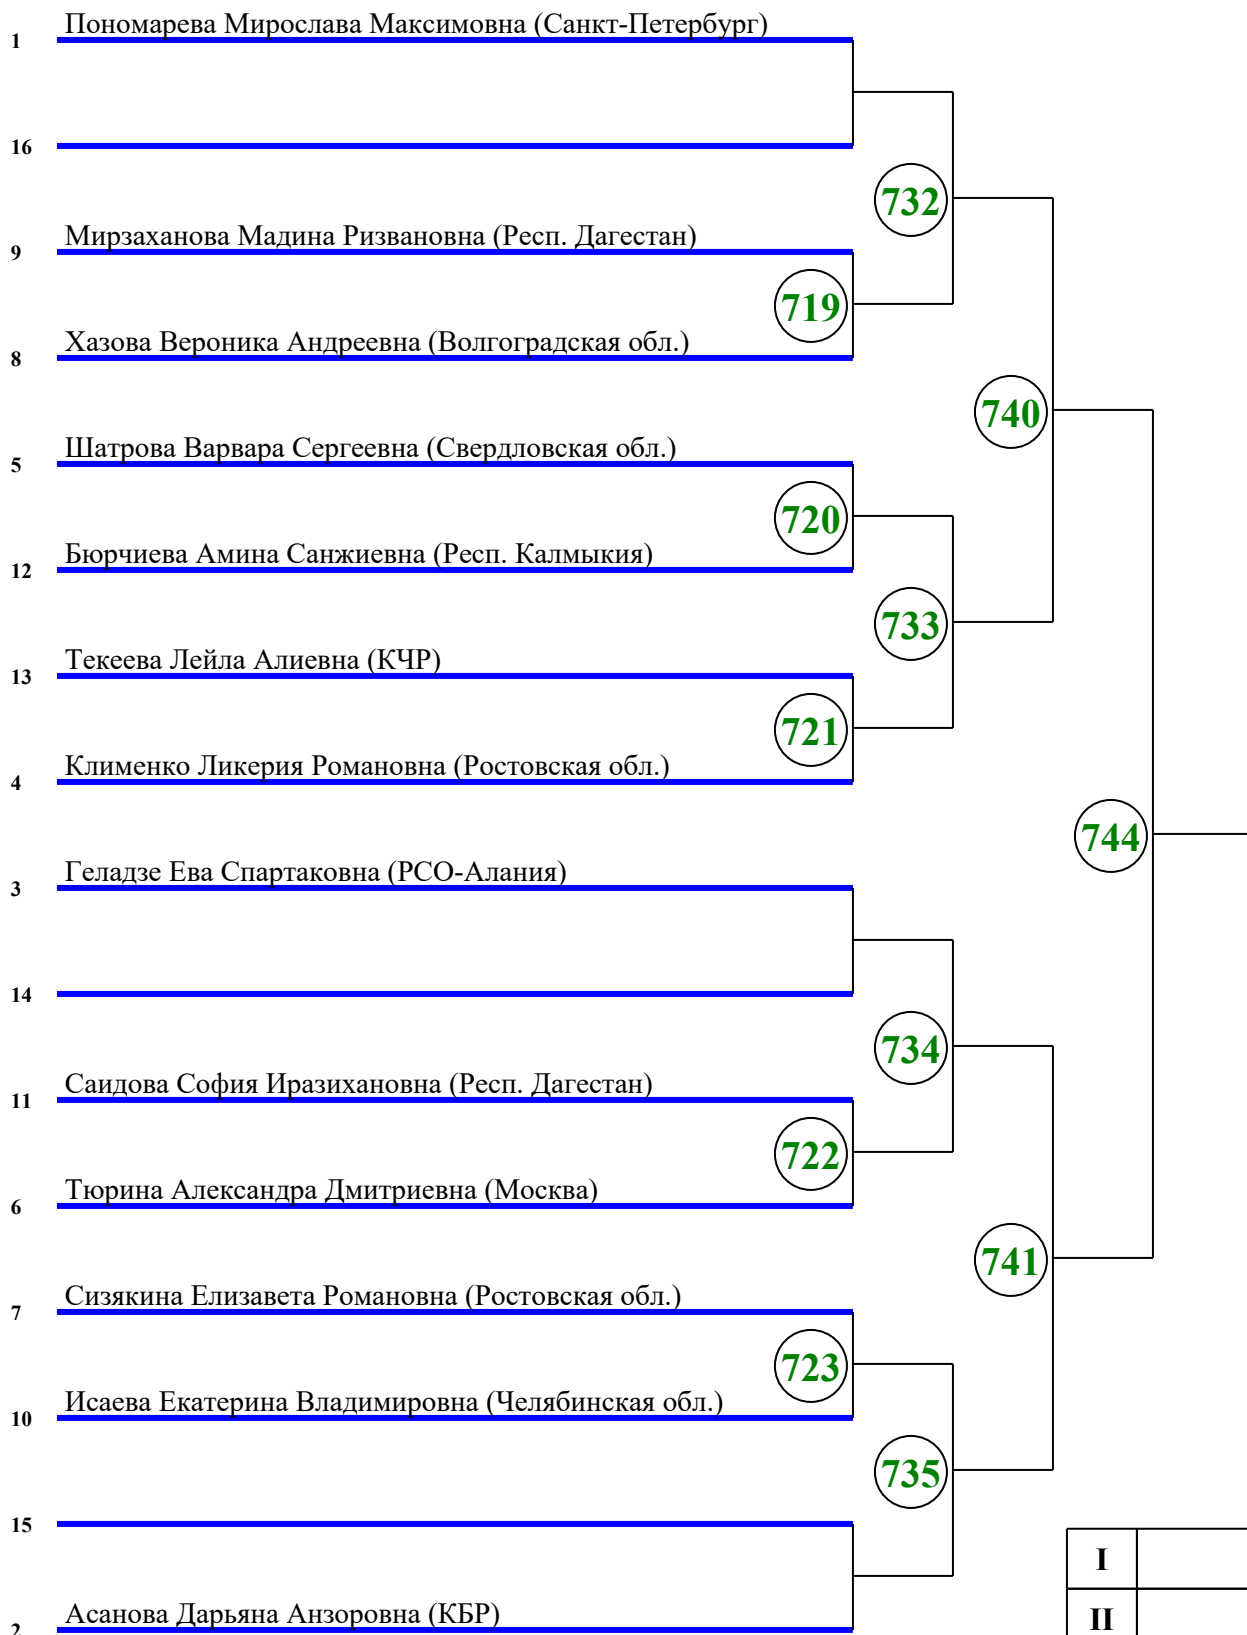 Пономарева Мирослава Максимовна (Санкт-Петербург)
1
16
732
Мирзаханова Мадина Ризвановна (Респ. Дагестан)
9
719
Хазова Вероника Андреевна (Волгоградская обл.)
8
740
Шатрова Варвара Сергеевна (Свердловская обл.)
5
720
Бюрчиева Амина Санжиевна (Респ. Калмыкия)
12
733
Текеева Лейла Алиевна (КЧР)
13
721
Клименко Ликерия Романовна (Ростовская обл.)
4
744
Геладзе Ева Спартаковна (РСО-Алания)
3
14
734
Саидова София Иразихановна (Респ. Дагестан)
11
722
Тюрина Александра Дмитриевна (Москва)
6
741
Сизякина Елизавета Романовна (Ростовская обл.)
7
723
Исаева Екатерина Владимировна (Челябинская обл.)
10
735
15
I
Асанова Дарьяна Анзоровна (КБР)
2
II